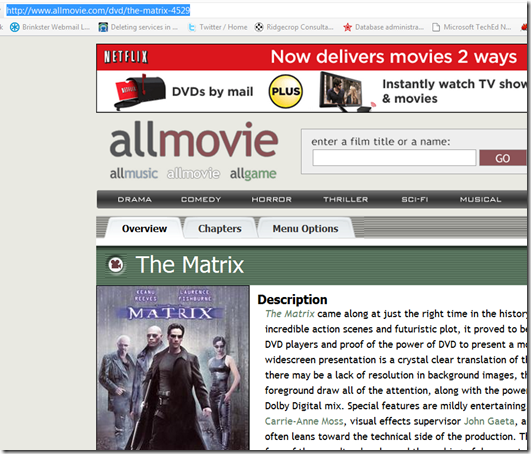 http://www.allmovie.com/dvd/the-matrix-4529
Brinkster Webmail L... Deleting services in ... Twitter / Home Ridgecrop Consulta... Database administra... Microsoft TechEd N...
NETFLIX Now delivers movies 2 ways
DVDs by mail PLUS Instantly watch TV show
& movies
allmovie
allmusic allmovie allgame
enter a film title or a name:
GO
DRAMA COMEDY HORROR THRILLER SCI-FI MUSICAL
Overview Chapters Menu Options
The Matrix
KEANU REEVES LAURENCE FISHBURNE
MATRIX
Description
The Matrix came along at just the right time in the history
incredible action scenes and futuristic plot, it proved to be
DVD players and proof of the power of DVD to present a mo
widescreen presentation is a crystal clear translation of th
there may be a lack of resolution in background images, th
foreground draw all of the attention, along with the power
Dolby Digital mix. Special features are mildly entertaining
Carrie-Anne Moss, visual effects supervisor John Gaeta, a
often leans toward the technical side of the production. Th